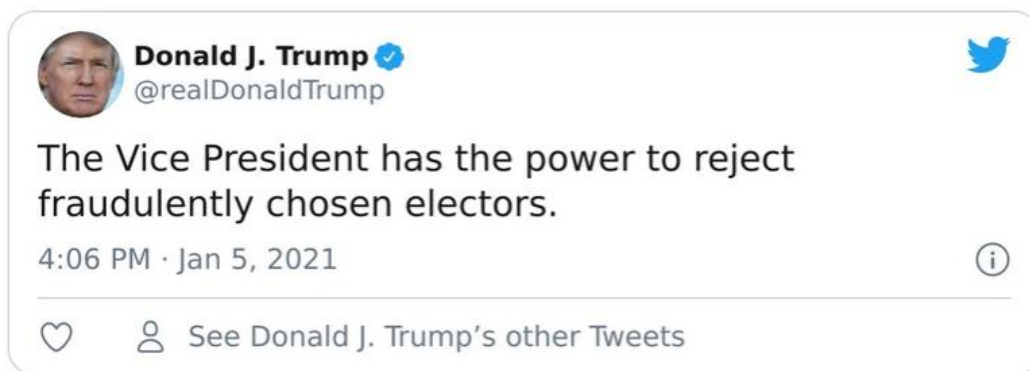 Donald J. Trump
@realDonaldTrump
The Vice President has the power to reject
fraudulently chosen electors.
4:06 PM · Jan 5, 2021
See Donald J. Trump’s other Tweets